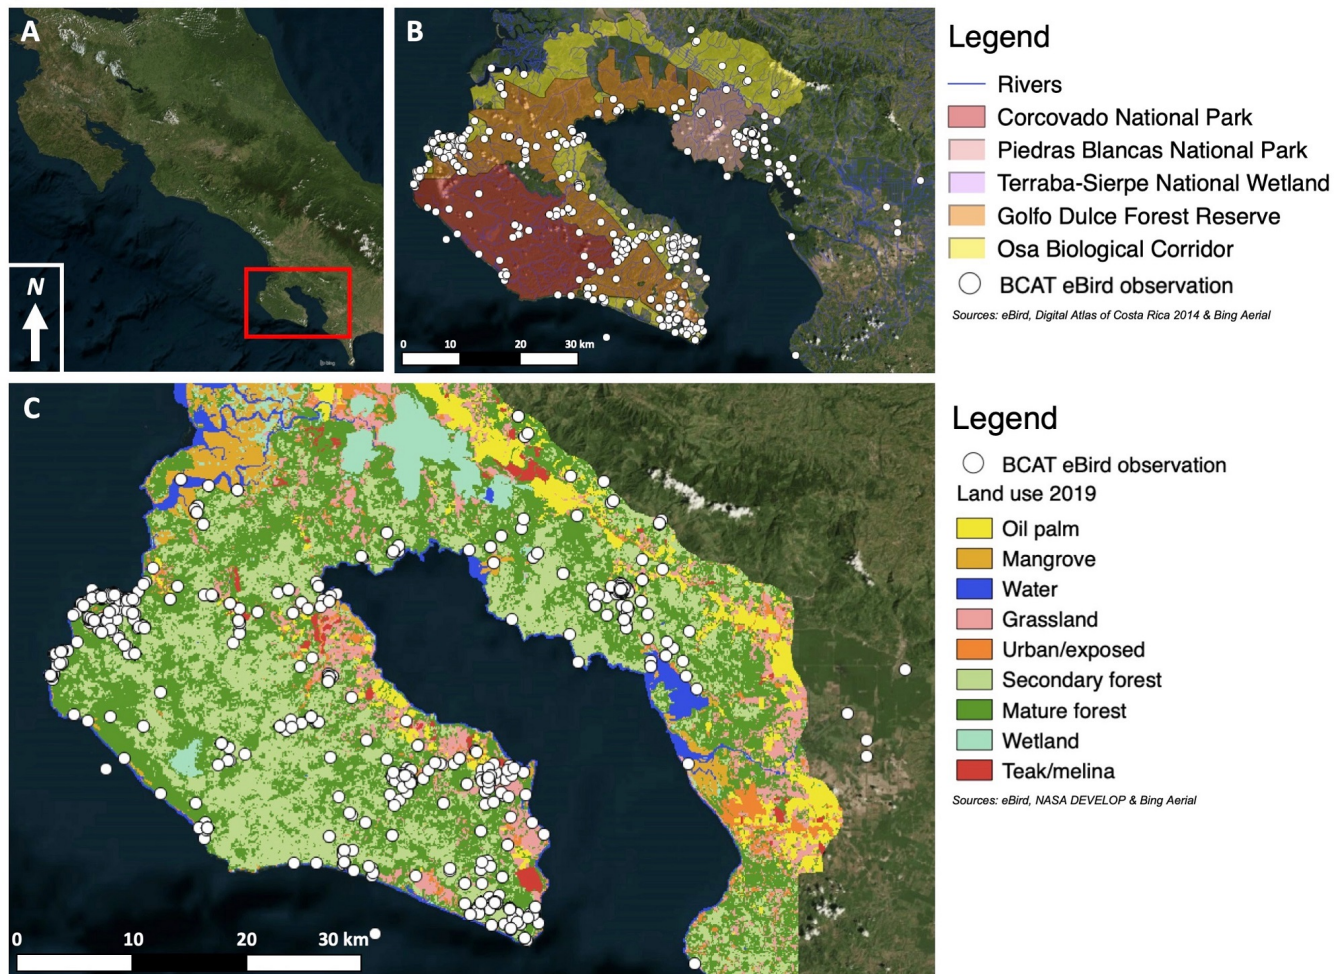 A
N
B
0 10 20 30 km
Legend
Rivers
Corcovado National Park
Piedras Blancas National Park
Terraba-Sierpe National Wetland
Golfo Dulce Forest Reserve
Osa Biological Corridor
BCAT eBird observation
Sources: eBird, Digital Atlas of Costa Rica 2014 & Bing Aerial
C
0 10 20 30 km
Legend
BCAT eBird observation
Land use 2019
Oil palm
Mangrove
Water
Grassland
Urban/exposed
Secondary forest
Mature forest
Wetland
Teak/melina
Sources: eBird, NASA DEVELOP & Bing Aerial